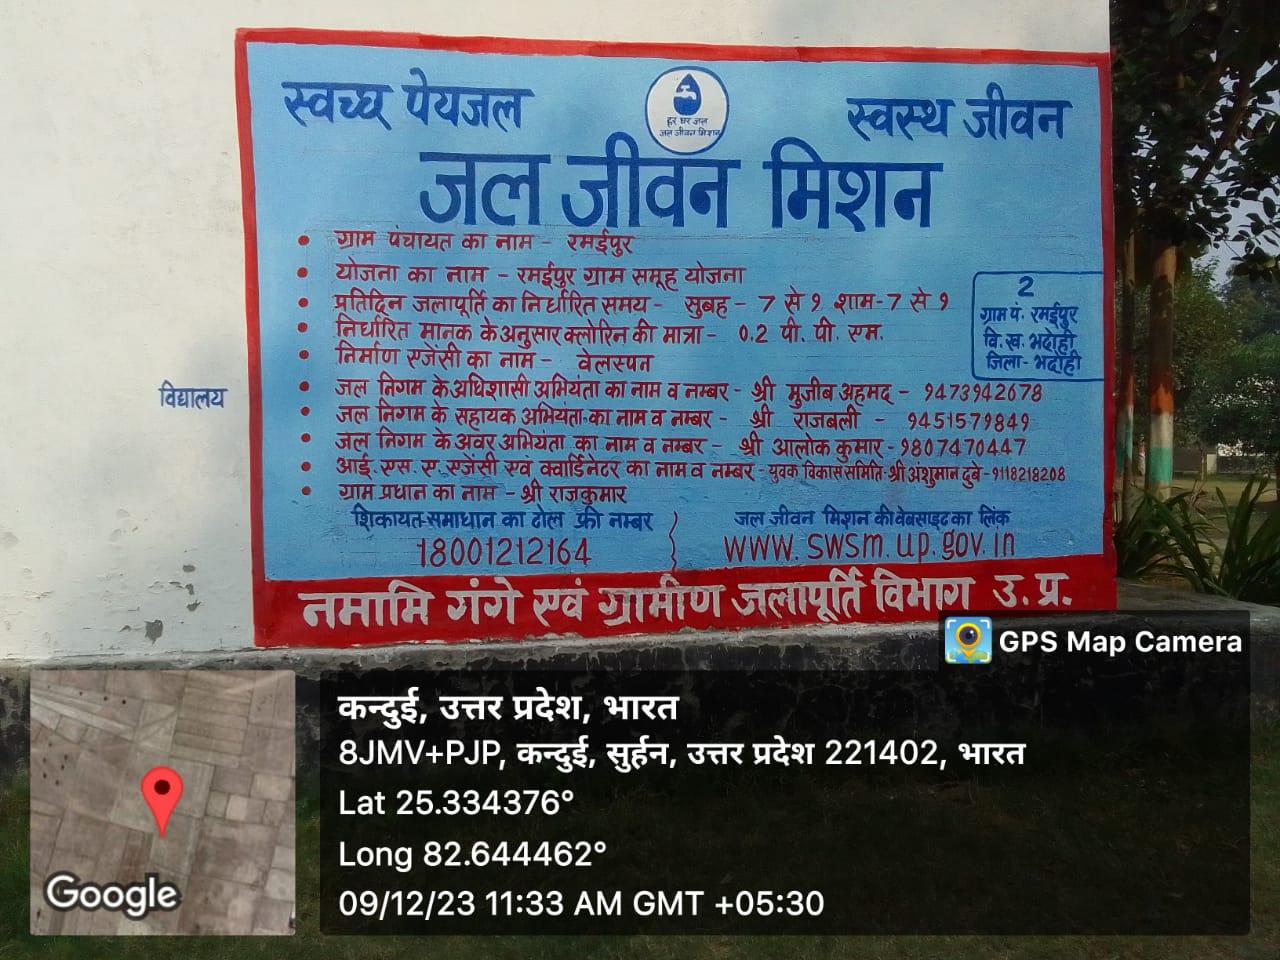 स्वच्छ पेयजल
हर घर जल
जल जीवन मिशन
स्वस्थ जीवन
जल जीवन मिशन
• ग्राम पंचायत का नाम - रमईपुर
• योजना का नाम - रमईपुर ग्राम समूह योजना
• प्रतिदिन जलापूर्ति का निर्धारित समय - सुबह - 7 से 9 शाम-7 से 9
• निर्धारित मानक के अनुसार क्लोरिन की मात्रा - 0.2 पी. पी. एम.
• निर्माण एजेंसी का नाम - वेलस्पन
• जल निगम के अधिशासी अभियंता का नाम व नम्बर - श्री मुजीब अहमद - 9473942678
• जल निगम के सहायक अभियंता का नाम व नम्बर - श्री राजबली - 9451579849
• जल निगम के अवर अभियंता का नाम व नम्बर - श्री आलोक कुमार - 9807470447
• आई. एस. ए. एजेंसी एवं क्वार्डिनेटर का नाम व नम्बर - युवक विकास समिति - श्री अंशुमान दुबे - 9118218208
• ग्राम प्रधान का नाम - श्री राजकुमार
2
ग्राम पं. रमईपुर
वि. ख. भदोही
जिला - भदोही
विद्यालय
शिकायत-समाधान का टोल फ्री नम्बर
18001212164
जल जीवन मिशन की वेबसाइट का लिंक
www.swsm.up.gov.in
नमामि गंगे एवं ग्रामीण जलापूर्ति विभाग उ. प्र.
GPS Map Camera
कन्दुई, उत्तर प्रदेश, भारत
8JMV+PJP, कन्दुई, सुर्हन, उत्तर प्रदेश 221402, भारत
Lat 25.334376°
Long 82.644462°
09/12/23 11:33 AM GMT +05:30
Google